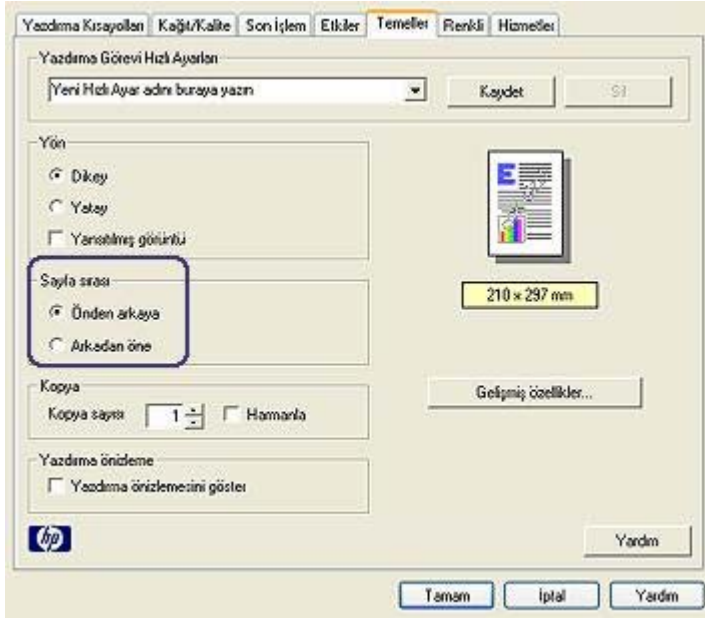 Yazdırma Kısayolları Kağıt/Kalite Son işlem Etkiler Temeller Renkli Hizmetler
Yazdırma Görevi Hızlı Ayarları
Yeni Hızlı Ayar adını buraya yazın
Kaydet
Sil
Yön
Dikey
Yatay
Yansıtılmış görüntü
Sayfa sırası
Önden arkaya
Arkadan öne
210 × 297 mm
Kopya
Kopya sayısı 1 Harmanla
Gelişmiş özellikler...
Yazdırma önizleme
Yazdırma önizlemesini göster
hp
Yardım
Tamam İptal Yardım